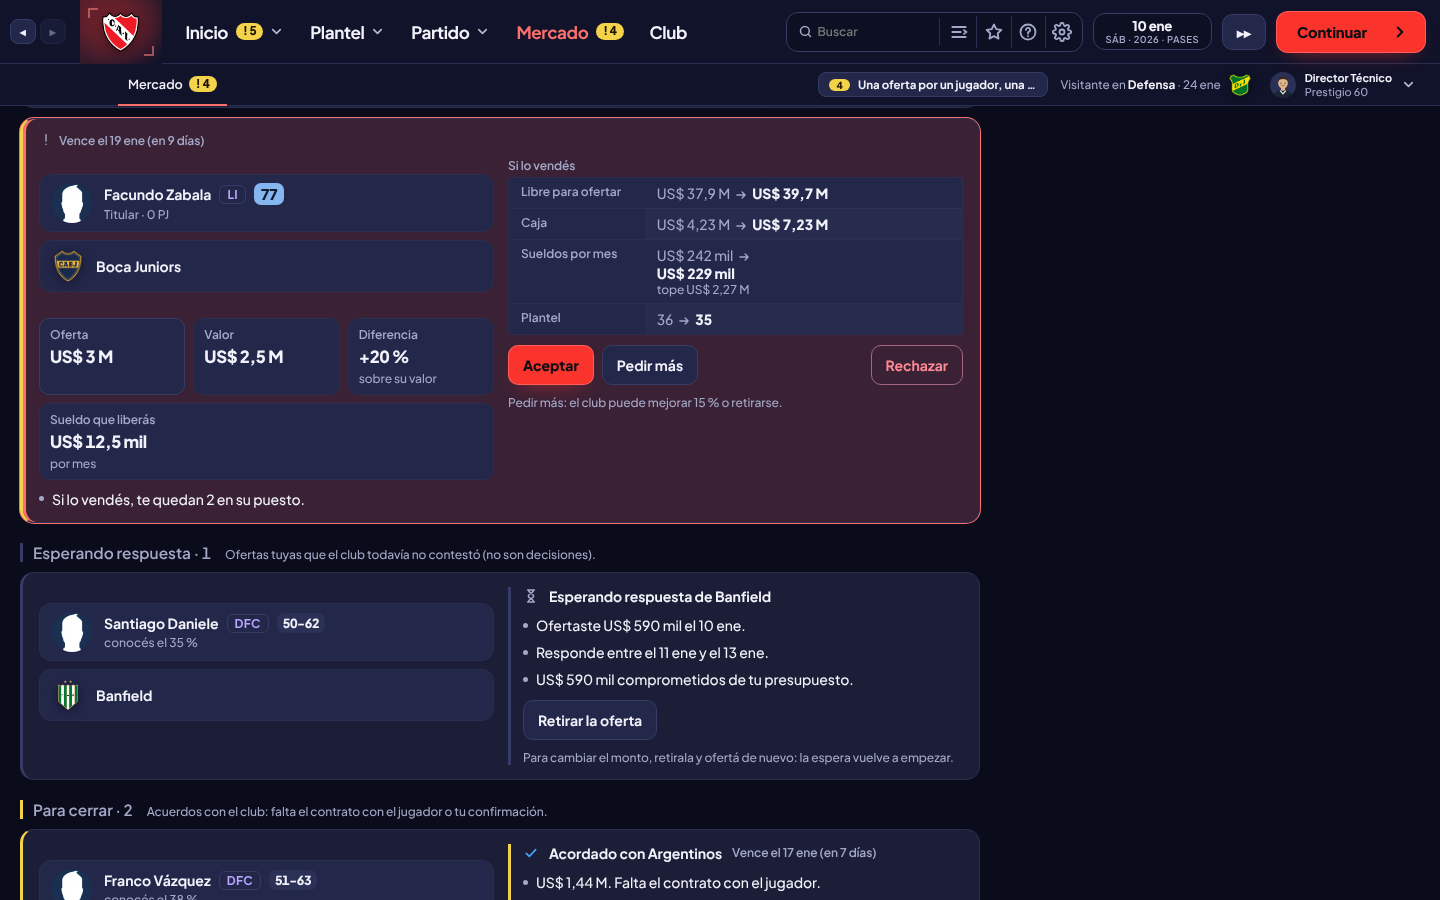 Inicio !5
Plantel
Partido
Mercado !4
Club
Buscar
10 ene
SÁB · 2026 · PASES
Continuar
Mercado !4
4 Una oferta por un jugador, una ...
Visitante en Defensa · 24 ene
Director Técnico
Prestigio 60
! Vence el 19 ene (en 9 días)
Facundo Zabala LI 77
Titular · 0 PJ
Boca Juniors
Oferta
US$ 3 M
Valor
US$ 2,5 M
Diferencia
+20 %
sobre su valor
Sueldo que liberás
US$ 12,5 mil
por mes
Si lo vendés
Libre para ofertar US$ 37,9 M → US$ 39,7 M
Caja US$ 4,23 M → US$ 7,23 M
Sueldos por mes US$ 242 mil →
US$ 229 mil
tope US$ 2,27 M
Plantel 36 → 35
Aceptar
Pedir más
Rechazar
Pedir más: el club puede mejorar 15 % o retirarse.
• Si lo vendés, te quedan 2 en su puesto.
Esperando respuesta · 1 Ofertas tuyas que el club todavía no contestó (no son decisiones).
Santiago Daniele DFC 50–62
conocés el 35 %
Banfield
Esperando respuesta de Banfield
• Ofertaste US$ 590 mil el 10 ene.
• Responde entre el 11 ene y el 13 ene.
• US$ 590 mil comprometidos de tu presupuesto.
Retirar la oferta
Para cambiar el monto, retirala y ofertá de nuevo: la espera vuelve a empezar.
Para cerrar · 2 Acuerdos con el club: falta el contrato con el jugador o tu confirmación.
Franco Vázquez DFC 51–63
conocés el 38 %
Acordado con Argentinos Vence el 17 ene (en 7 días)
• US$ 1,44 M. Falta el contrato con el jugador.